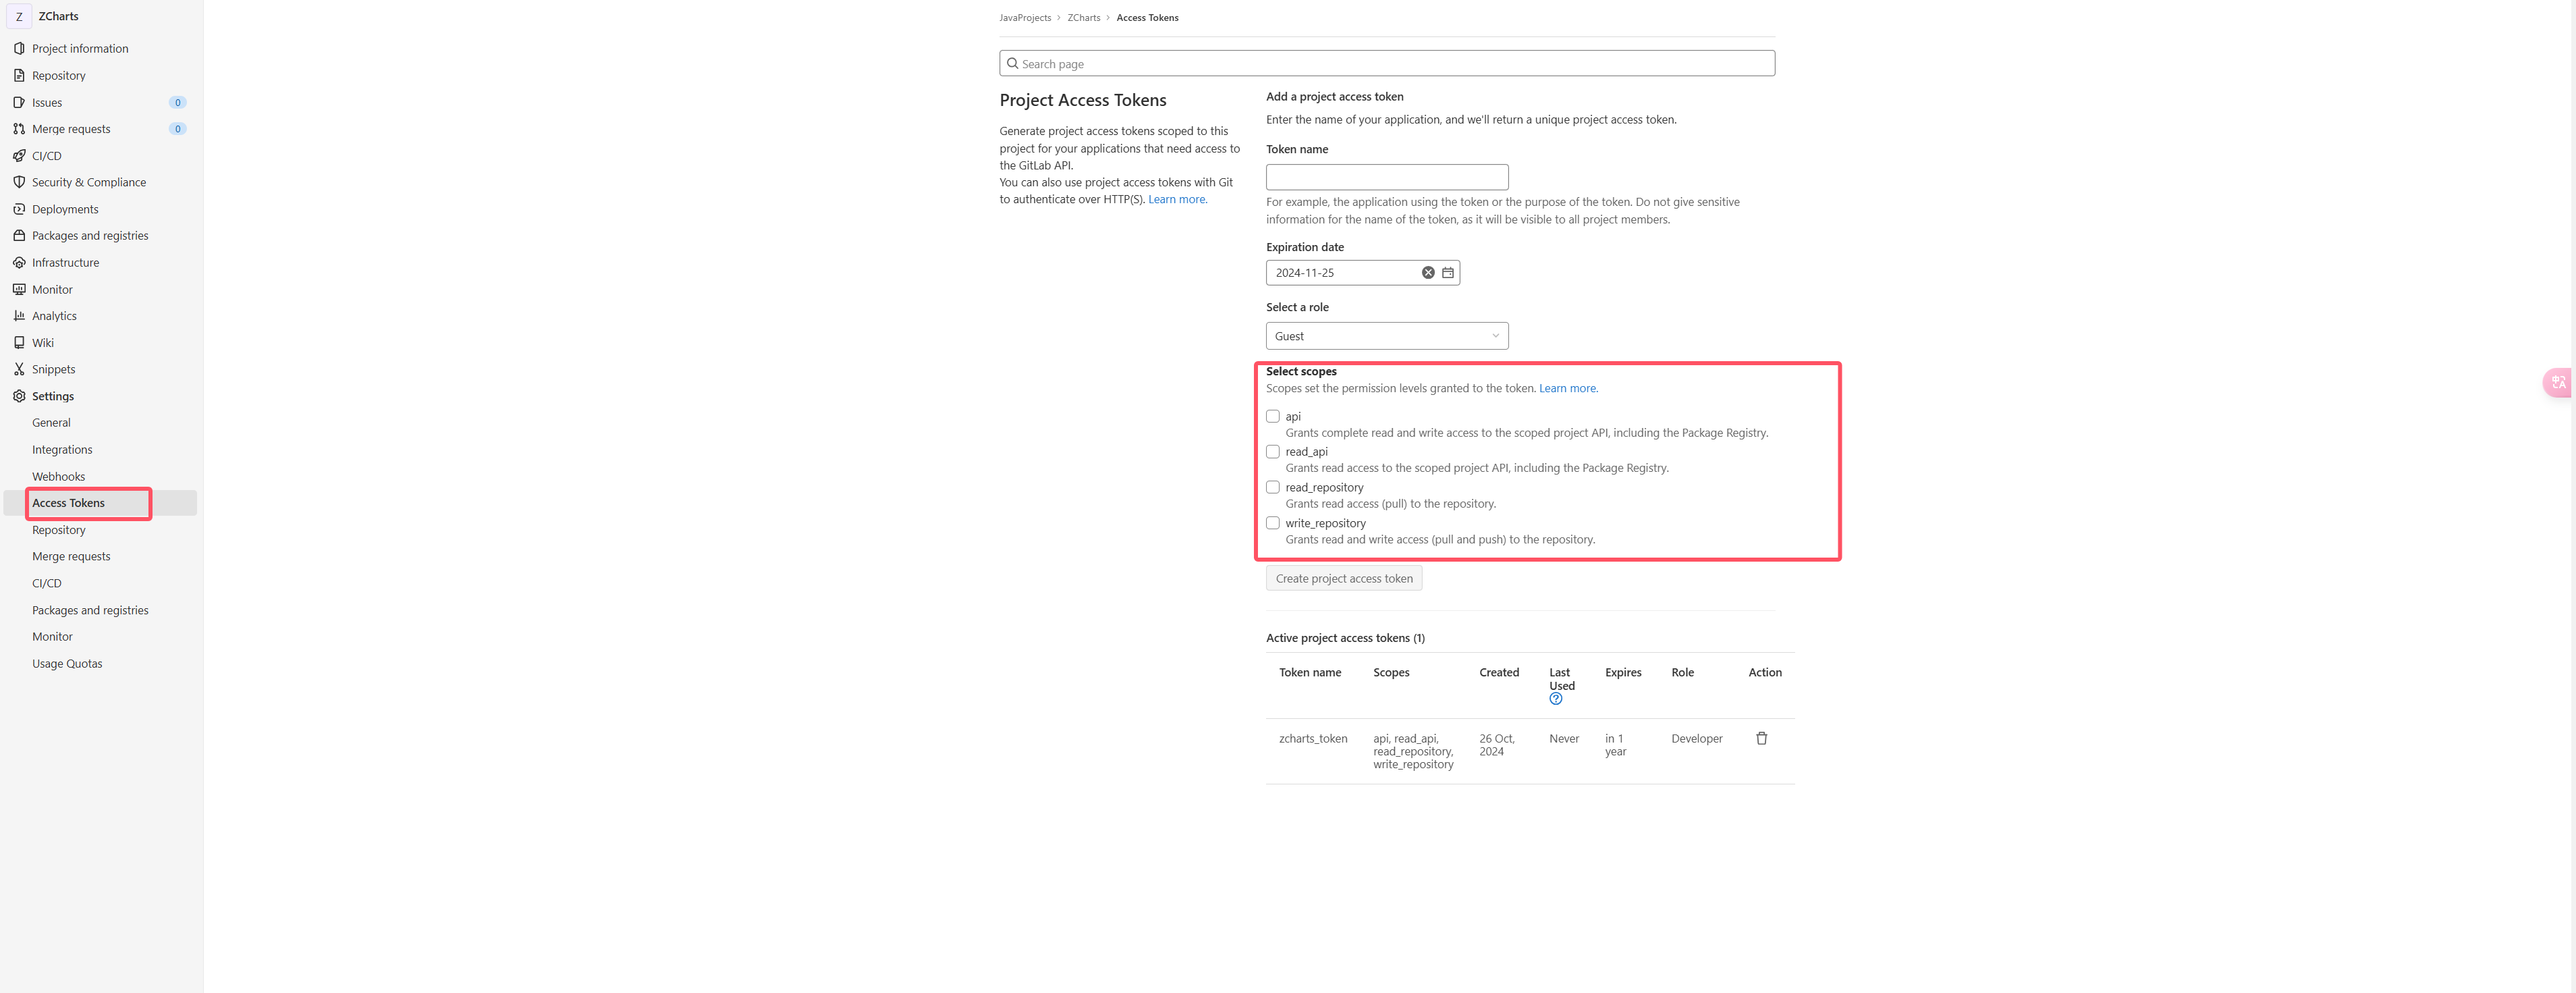 Z ZCharts
Project information
Repository
Issues 0
Merge requests 0
CI/CD
Security & Compliance
Deployments
Packages and registries
Infrastructure
Monitor
Analytics
Wiki
Snippets
Settings
General
Integrations
Webhooks
Access Tokens
Repository
Merge requests
CI/CD
Packages and registries
Monitor
Usage Quotas
JavaProjects > ZCharts > Access Tokens
Search page
Project Access Tokens
Generate project access tokens scoped to this
project for your applications that need access to
the GitLab API.
You can also use project access tokens with Git
to authenticate over HTTP(S). Learn more.
Add a project access token
Enter the name of your application, and we'll return a unique project access token.
Token name
For example, the application using the token or the purpose of the token. Do not give sensitive
information for the name of the token, as it will be visible to all project members.
Expiration date
2024-11-25
Select a role
Guest
Select scopes
Scopes set the permission levels granted to the token. Learn more.
api
Grants complete read and write access to the scoped project API, including the Package Registry.
read_api
Grants read access to the scoped project API, including the Package Registry.
read_repository
Grants read access (pull) to the repository.
write_repository
Grants read and write access (pull and push) to the repository.
Create project access token
Active project access tokens (1)
Token name Scopes Created Last Expires Role Action
Used
zcharts_token api, read_api, 26 Oct, Never in 1 Developer
read_repository, 2024 year
write_repository